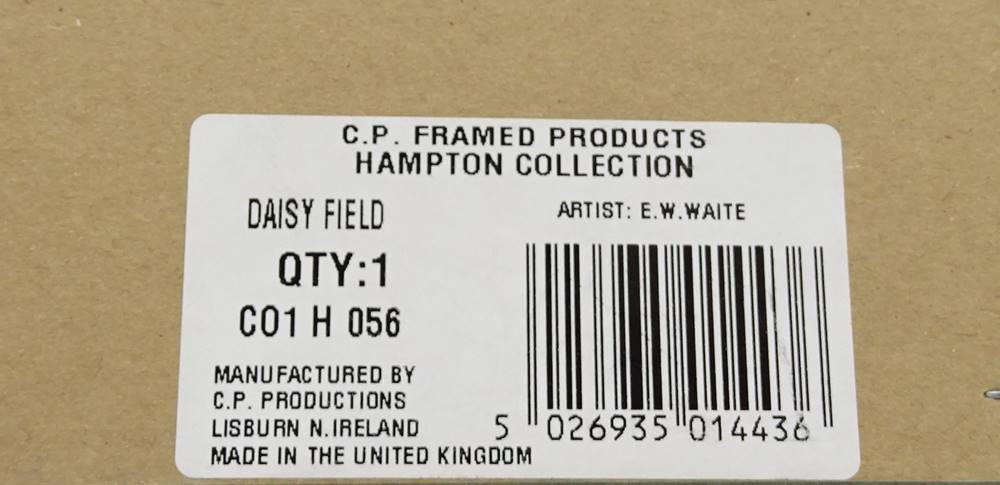 C.P. FRAMED PRODUCTS
HAMPTON COLLECTION
DAISY FIELD
ARTIST: E.W.WAITE
QTY:1
C01 H 056
MANUFACTURED BY
C.P. PRODUCTIONS
LISBURN N.IRELAND
MADE IN THE UNITED KINGDOM
5 026935 014436